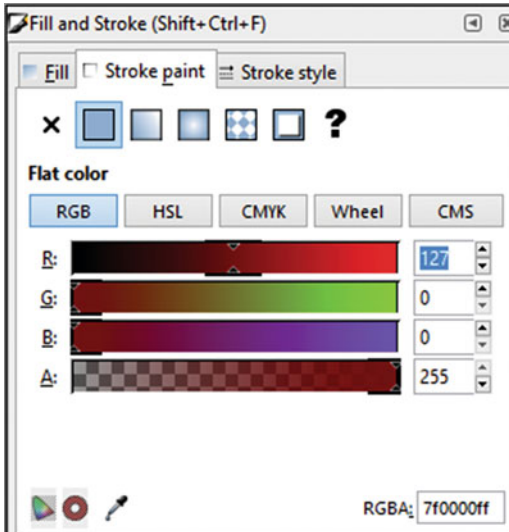 Fill and Stroke (Shift+Ctrl+F)
Fill Stroke paint Stroke style
?
Flat color
RGB HSL CMYK Wheel CMS
R: 127
G: 0
B: 0
A: 255
RGBA: 7f0000ff